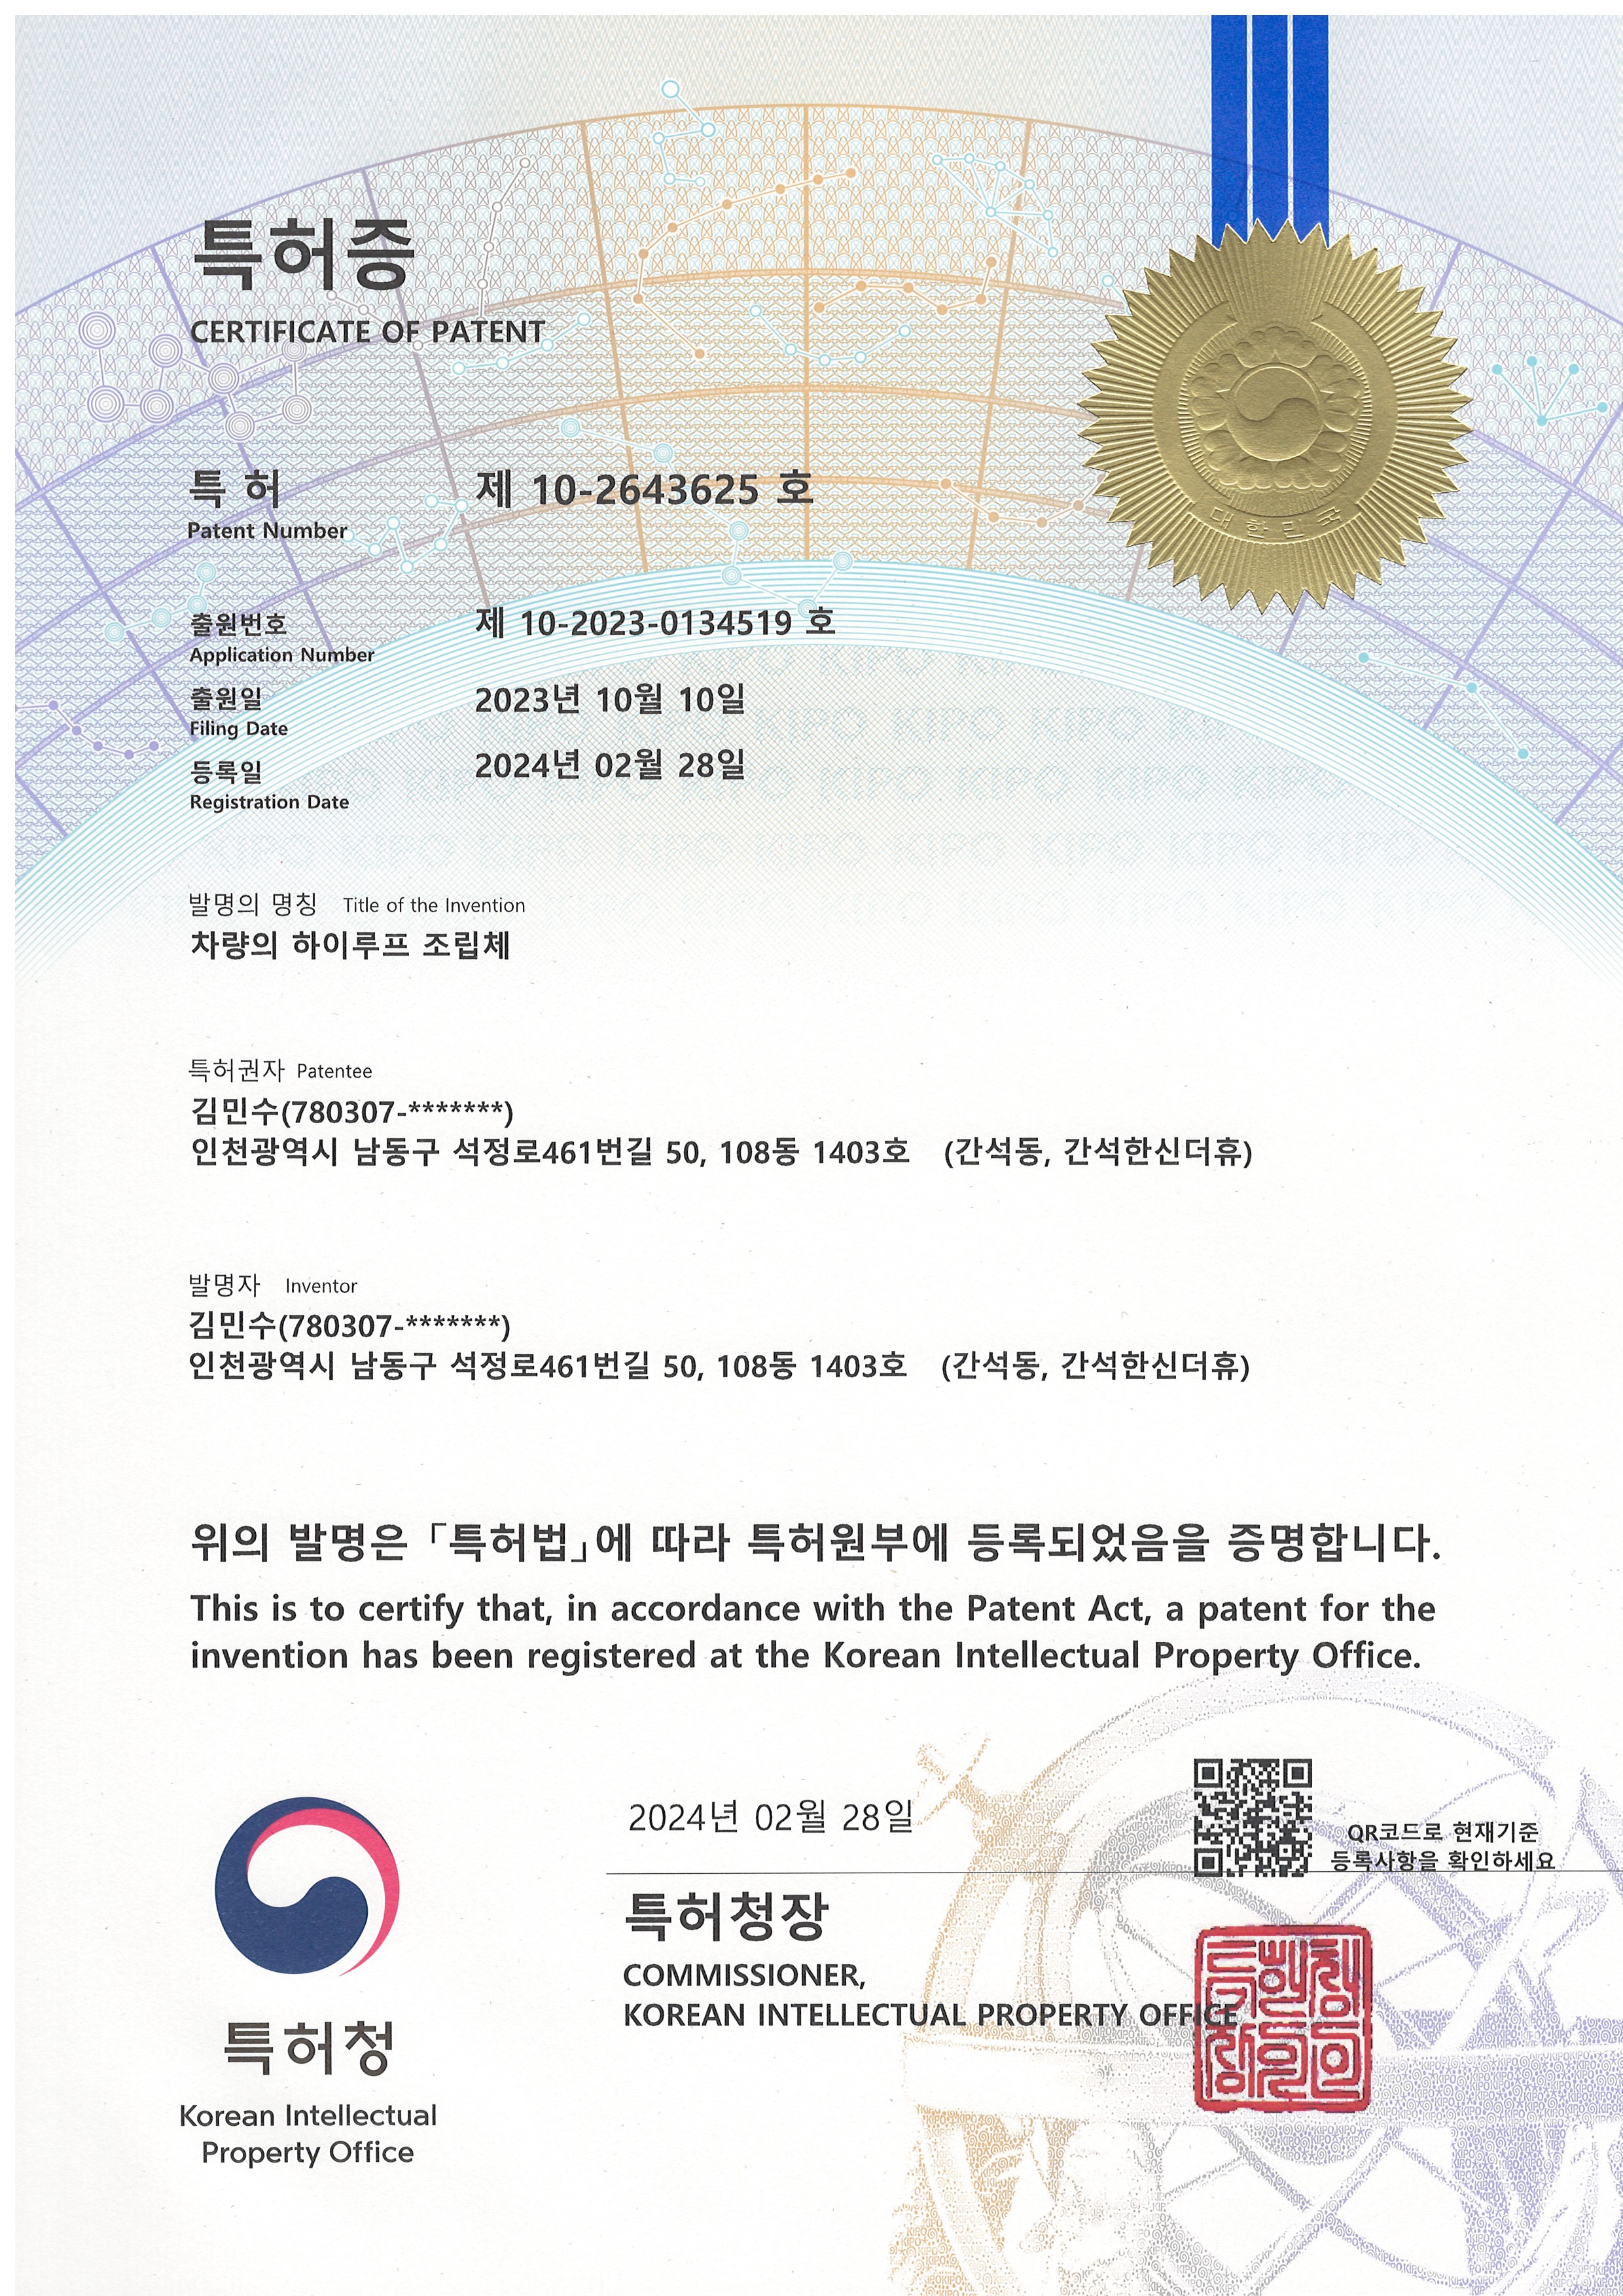 특허증
CERTIFICATE OF PATENT
특 허 제 10-2643625 호
Patent Number
출원번호 제 10-2023-0134519 호
Application Number
출원일 2023년 10월 10일
Filing Date
등록일 2024년 02월 28일
Registration Date
발명의 명칭 Title of the Invention
차량의 하이루프 조립체
특허권자 Patentee
김민수(780307-*******)
인천광역시 남동구 석정로461번길 50, 108동 1403호 (간석동, 간석한신더휴)
발명자 Inventor
김민수(780307-*******)
인천광역시 남동구 석정로461번길 50, 108동 1403호 (간석동, 간석한신더휴)
위의 발명은 「특허법」에 따라 특허원부에 등록되었음을 증명합니다.
This is to certify that, in accordance with the Patent Act, a patent for the
invention has been registered at the Korean Intellectual Property Office.
2024년 02월 28일
QR코드로 현재기준
등록사항을 확인하세요
특허청장
COMMISSIONER,
KOREAN INTELLECTUAL PROPERTY OFFICE
특허청
Korean Intellectual
Property Office
대한민국